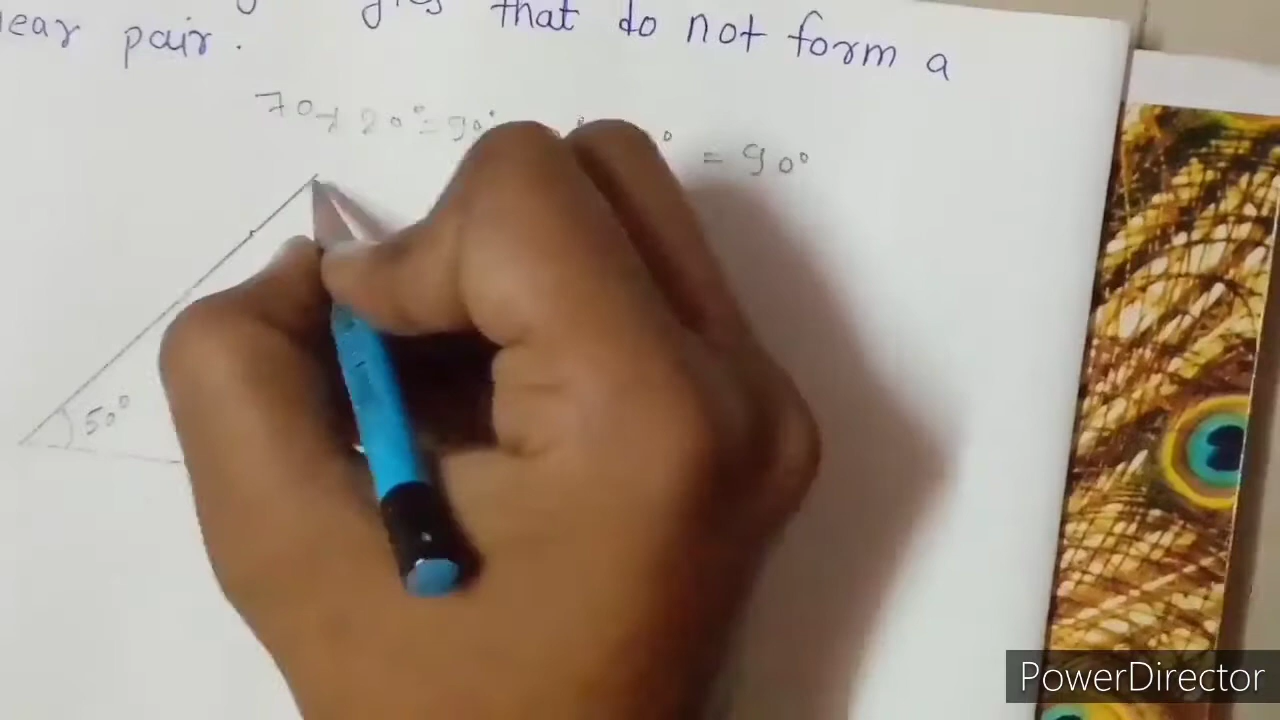 that do not form a
ear pair.
70+20°=90°
° = 90°
50°
PowerDirector